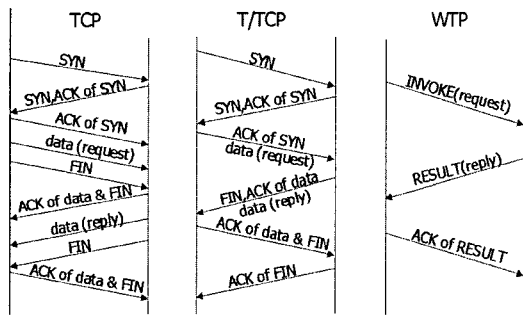 TCP
SYN
SYN,ACK of SYN
ACK of SYN
data (request)
FIN
ACK of data & FIN
data (reply)
FIN
ACK of data & FIN
T/TCP
SYN
SYN,ACK of SYN
ACK of SYN
data (request)
FIN,ACK of data
data (reply)
ACK of data & FIN
ACK of FIN
WTP
INVOKE(request)
RESULT(reply)
ACK of RESULT